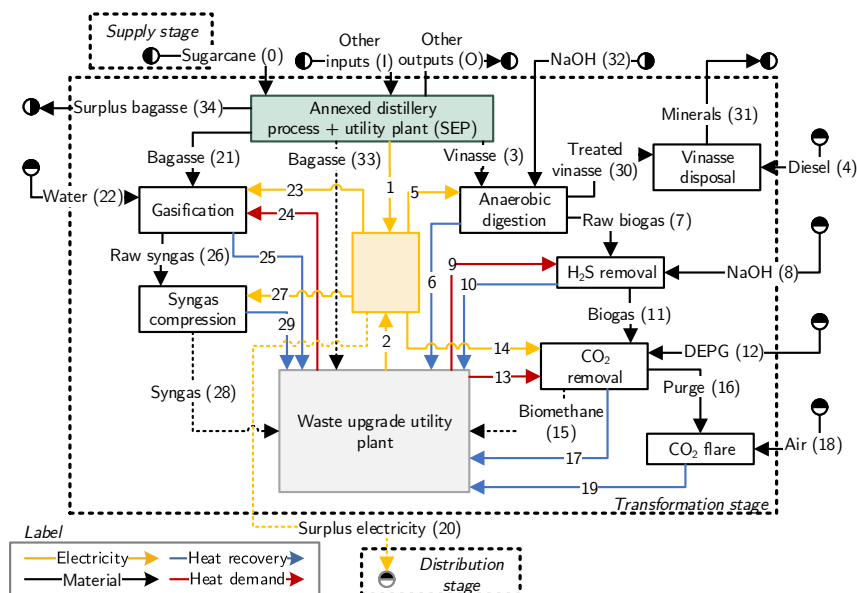 Supply stage
Sugarcane (0)
Other
inputs (I)
Other
outputs (O)
NaOH (32)
Surplus bagasse (34)
Annexed distillery
process + utility plant (SEP)
Minerals (31)
Bagasse (21)
Bagasse (33)
1
Vinasse (3)
Treated
vinasse (30)
Vinasse
disposal
Diesel (4)
Water (22)
Gasification
23
24
5
Anaerobic
digestion
Raw biogas (7)
Raw syngas (26)
25
6
9
10
H2S removal
NaOH (8)
Syngas
compression
27
29
2
Biogas (11)
14
CO2
removal
DEPG (12)
13
Purge (16)
Syngas (28)
Waste upgrade utility
plant
Biomethane
(15)
17
CO2 flare
Air (18)
19
Transformation stage
Surplus electricity (20)
Label
Electricity
Heat recovery
Material
Heat demand
Distribution
stage